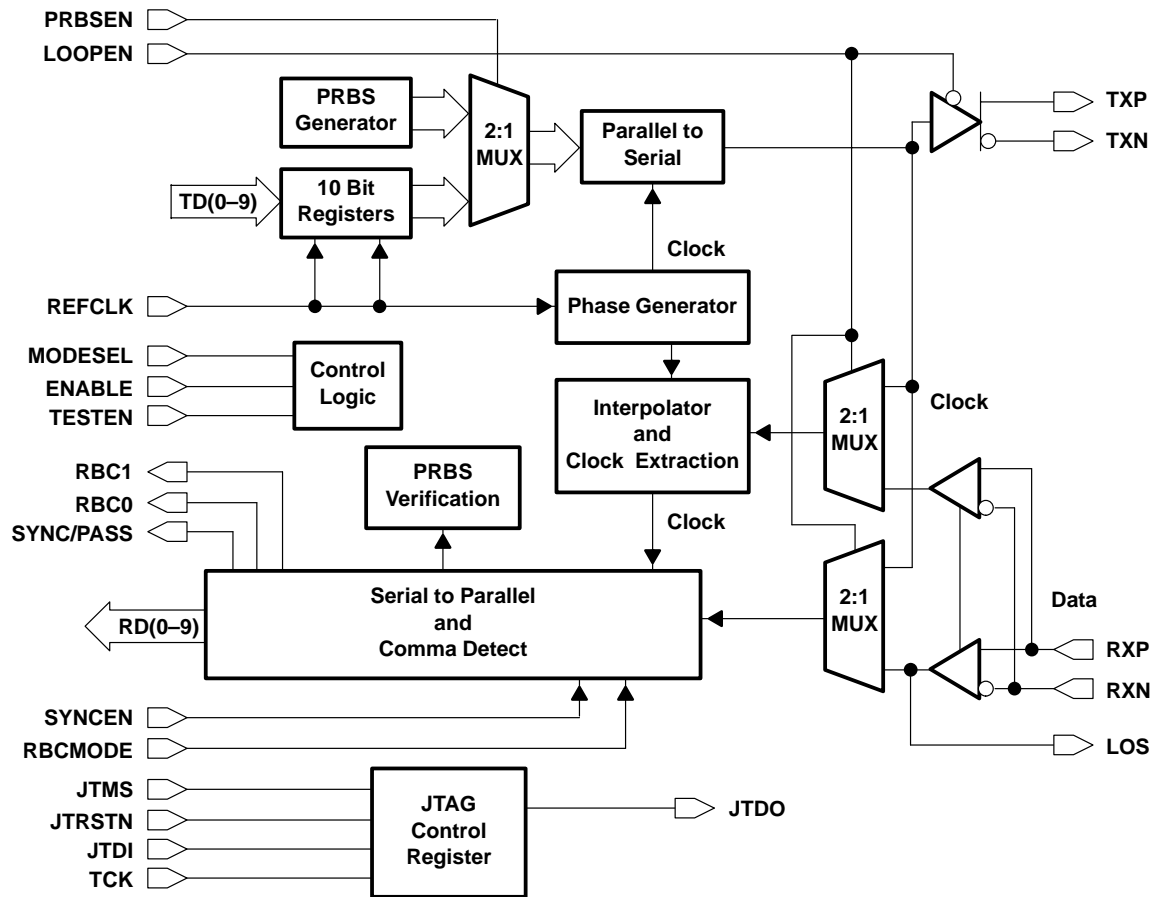 PRBSEN
LOOPEN
PRBS
Generator
2:1
MUX
Parallel to
Serial
TXP
TXN
TD(0–9)
10 Bit
Registers
Clock
REFCLK
Phase Generator
MODESEL
ENABLE
TESTEN
Control
Logic
Interpolator
and
Clock Extraction
2:1
MUX
Clock
RBC1
RBC0
SYNC/PASS
PRBS
Verification
Clock
RD(0–9)
Serial to Parallel
and
Comma Detect
2:1
MUX
Data
RXP
RXN
LOS
SYNCEN
RBCMODE
JTMS
JTRSTN
JTDI
TCK
JTAG
Control
Register
JTDO